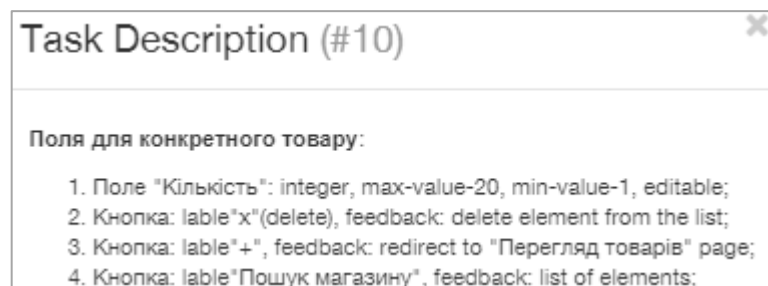 Task Description (#10)
Поля для конкретного товару:
1. Поле "Кількість": integer, max-value-20, min-value-1, editable;
2. Кнопка: lable"x"(delete), feedback: delete element from the list;
3. Кнопка: lable"+", feedback: redirect to "Перегляд товарів" page;
4. Кнопка: lable"Пошук магазину", feedback: list of elements;